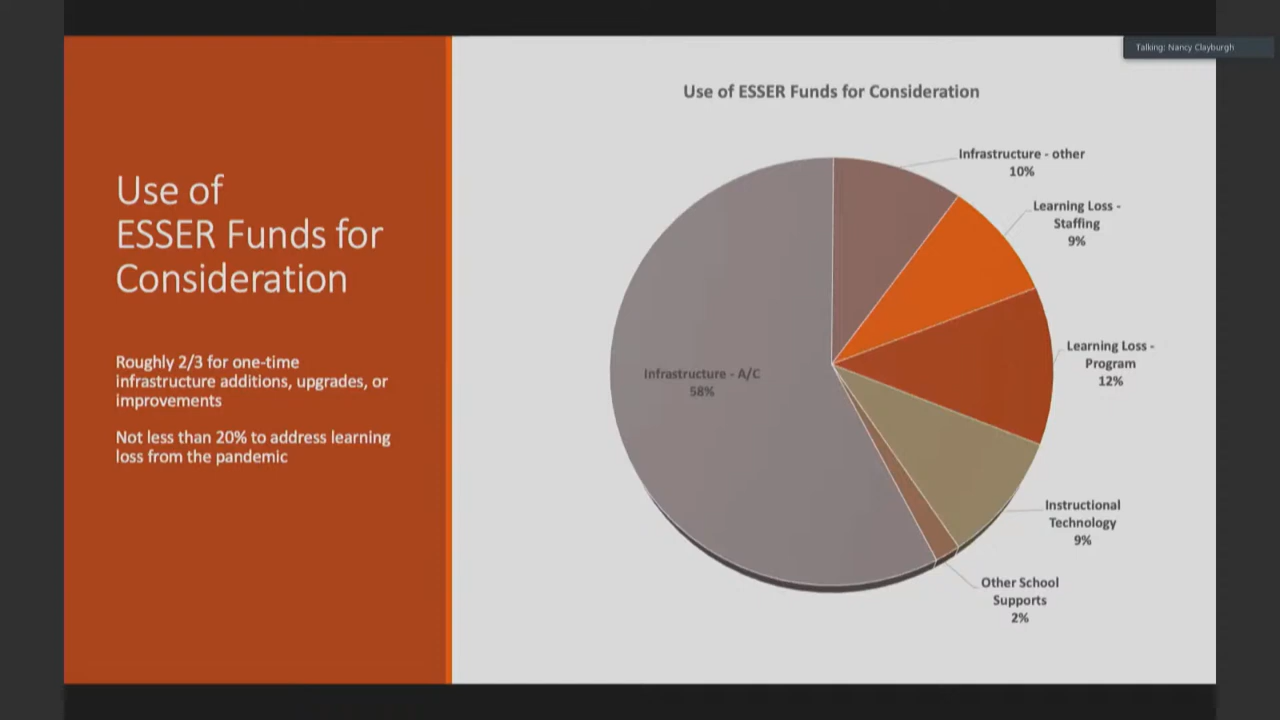 Talking: Nancy Clayburgh
Use of
ESSER Funds for
Consideration
Roughly 2/3 for one-time
infrastructure additions, upgrades, or
improvements
Not less than 20% to address learning
loss from the pandemic
Use of ESSER Funds for Consideration
Infrastructure - other
10%
Learning Loss -
Staffing
9%
Learning Loss -
Program
12%
Instructional
Technology
9%
Other School
Supports
2%
Infrastructure - A/C
58%